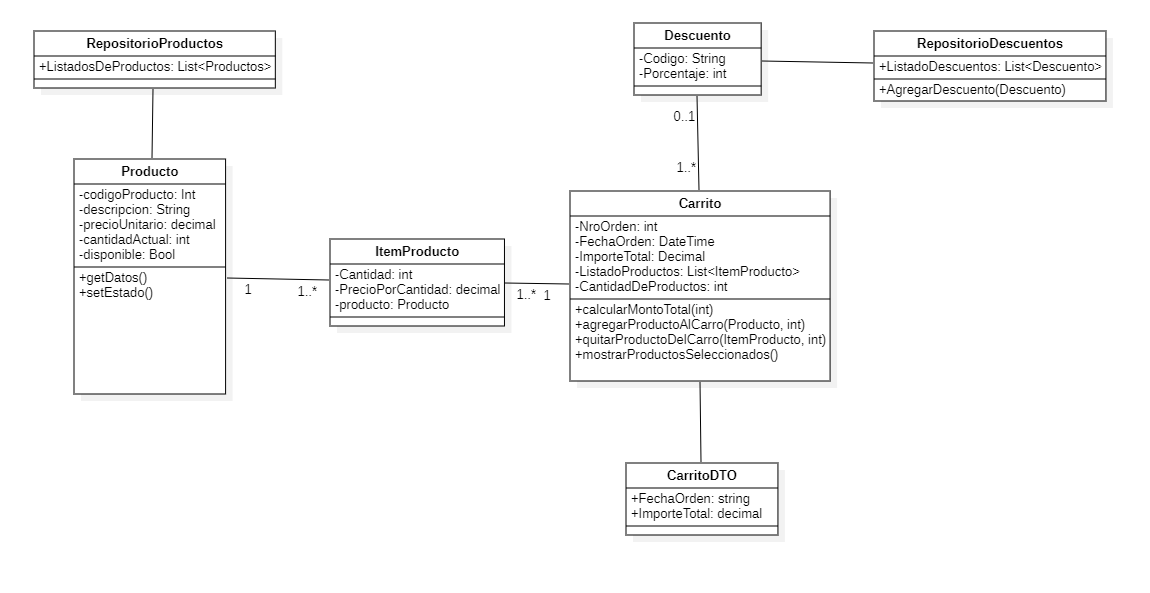 RepositorioProductos
+ListadosDeProductos: List<Productos>
Descuento
-Codigo: String
-Porcentaje: int
RepositorioDescuentos
+ListadoDescuentos: List<Descuento>
+AgregarDescuento(Descuento)
0..1
1..*
Producto
-codigoProducto: Int
-descripcion: String
-precioUnitario: decimal
-cantidadActual: int
-disponible: Bool
+getDatos()
+setEstado()
1
1..*
ItemProducto
-Cantidad: int
-PrecioPorCantidad: decimal
-producto: Producto
1..*
1
Carrito
-NroOrden: int
-FechaOrden: DateTime
-ImporteTotal: Decimal
-ListadoProductos: List<ItemProducto>
-CantidadDeProductos: int
+calcularMontoTotal(int)
+agregarProductoAlCarro(Producto, int)
+quitarProductoDelCarro(ItemProducto, int)
+mostrarProductosSeleccionados()
CarritoDTO
+FechaOrden: string
+ImporteTotal: decimal